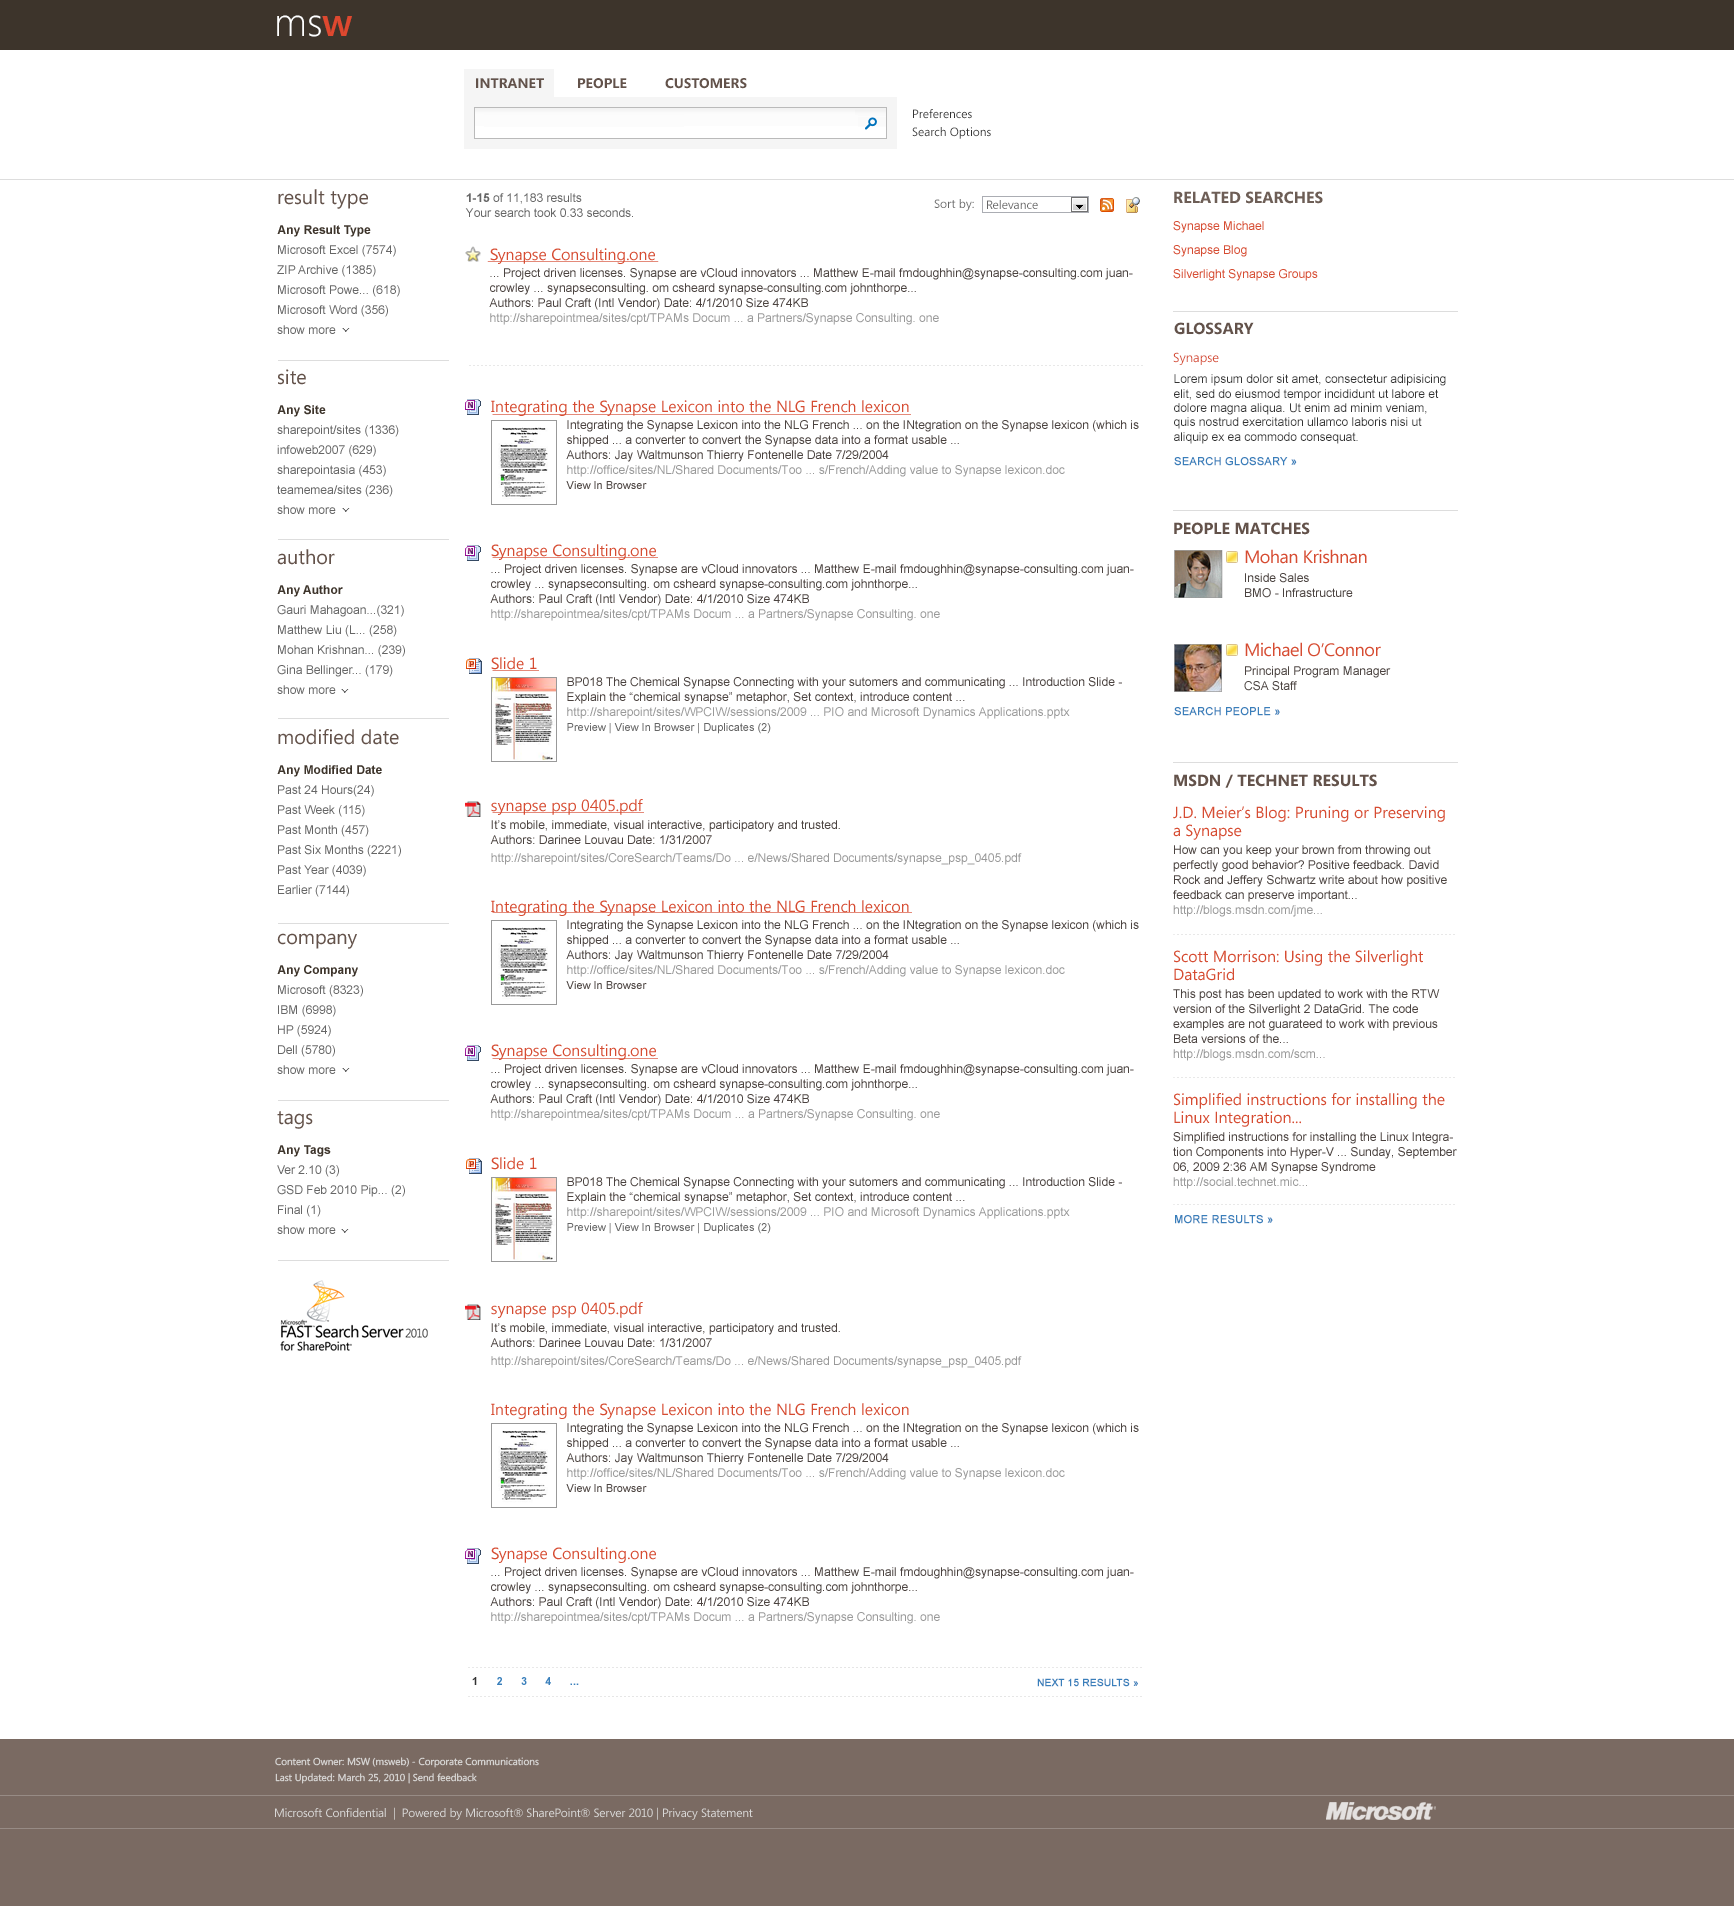 msw
INTRANET PEOPLE CUSTOMERS
Preferences
Search Options
result type
Any Result Type
Microsoft Excel (7574)
ZIP Archive (1385)
Microsoft Powe... (618)
Microsoft Word (356)
show more
site
Any Site
sharepoint/sites (1336)
infoweb2007 (629)
sharepointasia (453)
teamemea/sites (236)
show more
author
Any Author
Gauri Mahagoan...(321)
Matthew Liu (L... (258)
Mohan Krishnan... (239)
Gina Bellinger... (179)
show more
modified date
Any Modified Date
Past 24 Hours(24)
Past Week (115)
Past Month (457)
Past Six Months (2221)
Past Year (4039)
Earlier (7144)
company
Any Company
Microsoft (8323)
IBM (6998)
HP (5924)
Dell (5780)
show more
tags
Any Tags
Ver 2.10 (3)
GSD Feb 2010 Pip... (2)
Final (1)
show more
Microsoft
FAST Search Server 2010
for SharePoint
1-15 of 11,183 results
Your search took 0.33 seconds.
Sort by: Relevance
Synapse Consulting.one
... Project driven licenses. Synapse are vCloud innovators ... Matthew E-mail fmdoughhin@synapse-consulting.com juan-
crowley ... synapseconsulting. om csheard synapse-consulting.com johnthorpe...
Authors: Paul Craft (Intl Vendor) Date: 4/1/2010 Size 474KB
http://sharepointmea/sites/cpt/TPAMs Docum ... a Partners/Synapse Consulting. one
Integrating the Synapse Lexicon into the NLG French lexicon
Integrating the Synapse Lexicon into the NLG French ... on the INtegration on the Synapse lexicon (which is
shipped ... a converter to convert the Synapse data into a format usable ...
Authors: Jay Waltmunson Thierry Fontenelle Date 7/29/2004
http://office/sites/NL/Shared Documents/Too ... s/French/Adding value to Synapse lexicon.doc
View In Browser
Synapse Consulting.one
... Project driven licenses. Synapse are vCloud innovators ... Matthew E-mail fmdoughhin@synapse-consulting.com juan-
crowley ... synapseconsulting. om csheard synapse-consulting.com johnthorpe...
Authors: Paul Craft (Intl Vendor) Date: 4/1/2010 Size 474KB
http://sharepointmea/sites/cpt/TPAMs Docum ... a Partners/Synapse Consulting. one
Slide 1
BP018 The Chemical Synapse Connecting with your sutomers and communicating ... Introduction Slide -
Explain the “chemical synapse” metaphor, Set context, introduce content ...
http://sharepoint/sites/WPCIW/sessions/2009 ... PIO and Microsoft Dynamics Applications.pptx
Preview | View In Browser | Duplicates (2)
synapse psp 0405.pdf
It’s mobile, immediate, visual interactive, participatory and trusted.
Authors: Darinee Louvau Date: 1/31/2007
http://sharepoint/sites/CoreSearch/Teams/Do ... e/News/Shared Documents/synapse_psp_0405.pdf
Integrating the Synapse Lexicon into the NLG French lexicon
Integrating the Synapse Lexicon into the NLG French ... on the INtegration on the Synapse lexicon (which is
shipped ... a converter to convert the Synapse data into a format usable ...
Authors: Jay Waltmunson Thierry Fontenelle Date 7/29/2004
http://office/sites/NL/Shared Documents/Too ... s/French/Adding value to Synapse lexicon.doc
View In Browser
Synapse Consulting.one
... Project driven licenses. Synapse are vCloud innovators ... Matthew E-mail fmdoughhin@synapse-consulting.com juan-
crowley ... synapseconsulting. om csheard synapse-consulting.com johnthorpe...
Authors: Paul Craft (Intl Vendor) Date: 4/1/2010 Size 474KB
http://sharepointmea/sites/cpt/TPAMs Docum ... a Partners/Synapse Consulting. one
Slide 1
BP018 The Chemical Synapse Connecting with your sutomers and communicating ... Introduction Slide -
Explain the “chemical synapse” metaphor, Set context, introduce content ...
http://sharepoint/sites/WPCIW/sessions/2009 ... PIO and Microsoft Dynamics Applications.pptx
Preview | View In Browser | Duplicates (2)
synapse psp 0405.pdf
It’s mobile, immediate, visual interactive, participatory and trusted.
Authors: Darinee Louvau Date: 1/31/2007
http://sharepoint/sites/CoreSearch/Teams/Do ... e/News/Shared Documents/synapse_psp_0405.pdf
Integrating the Synapse Lexicon into the NLG French lexicon
Integrating the Synapse Lexicon into the NLG French ... on the INtegration on the Synapse lexicon (which is
shipped ... a converter to convert the Synapse data into a format usable ...
Authors: Jay Waltmunson Thierry Fontenelle Date 7/29/2004
http://office/sites/NL/Shared Documents/Too ... s/French/Adding value to Synapse lexicon.doc
View In Browser
Synapse Consulting.one
... Project driven licenses. Synapse are vCloud innovators ... Matthew E-mail fmdoughhin@synapse-consulting.com juan-
crowley ... synapseconsulting. om csheard synapse-consulting.com johnthorpe...
Authors: Paul Craft (Intl Vendor) Date: 4/1/2010 Size 474KB
http://sharepointmea/sites/cpt/TPAMs Docum ... a Partners/Synapse Consulting. one
1 2 3 4 ... NEXT 15 RESULTS »
RELATED SEARCHES
Synapse Michael
Synapse Blog
Silverlight Synapse Groups
GLOSSARY
Synapse
Lorem ipsum dolor sit amet, consectetur adipisicing
elit, sed do eiusmod tempor incididunt ut labore et
dolore magna aliqua. Ut enim ad minim veniam,
quis nostrud exercitation ullamco laboris nisi ut
aliquip ex ea commodo consequat.
SEARCH GLOSSARY »
PEOPLE MATCHES
Mohan Krishnan
Inside Sales
BMO - Infrastructure
Michael O’Connor
Principal Program Manager
CSA Staff
SEARCH PEOPLE »
MSDN / TECHNET RESULTS
J.D. Meier’s Blog: Pruning or Preserving
a Synapse
How can you keep your brown from throwing out
perfectly good behavior? Positive feedback. David
Rock and Jeffery Schwartz write about how positive
feedback can preserve important...
http://blogs.msdn.com/jme...
Scott Morrison: Using the Silverlight
DataGrid
This post has been updated to work with the RTW
version of the Silverlight 2 DataGrid. The code
examples are not guarateed to work with previous
Beta versions of the...
http://blogs.msdn.com/scm...
Simplified instructions for installing the
Linux Integration...
Simplified instructions for installing the Linux Integra-
tion Components into Hyper-V ... Sunday, September
06, 2009 2:36 AM Synapse Syndrome
http://social.technet.mic...
MORE RESULTS »
Content Owner: MSW (msweb) - Corporate Communications
Last Updated: March 25, 2010 | Send feedback
Microsoft Confidential | Powered by Microsoft® SharePoint® Server 2010 | Privacy Statement
Microsoft